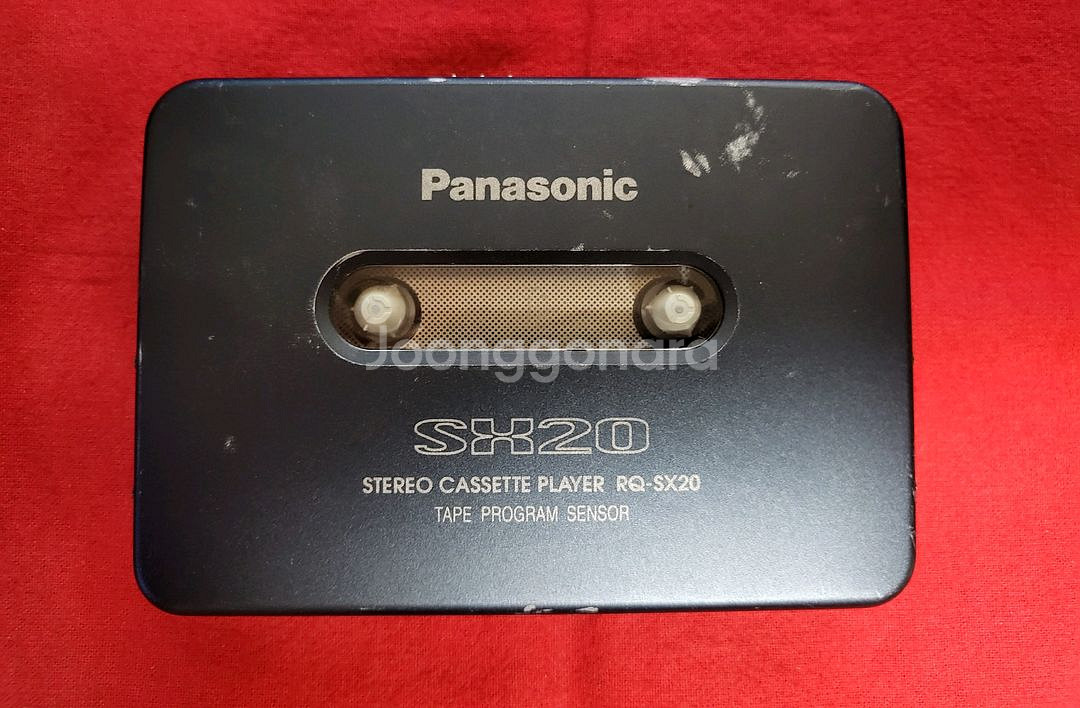 Panasonic
Joonggonara
SX20
STEREO CASSETTE PLAYER RQ-SX20
TAPE PROGRAM SENSOR